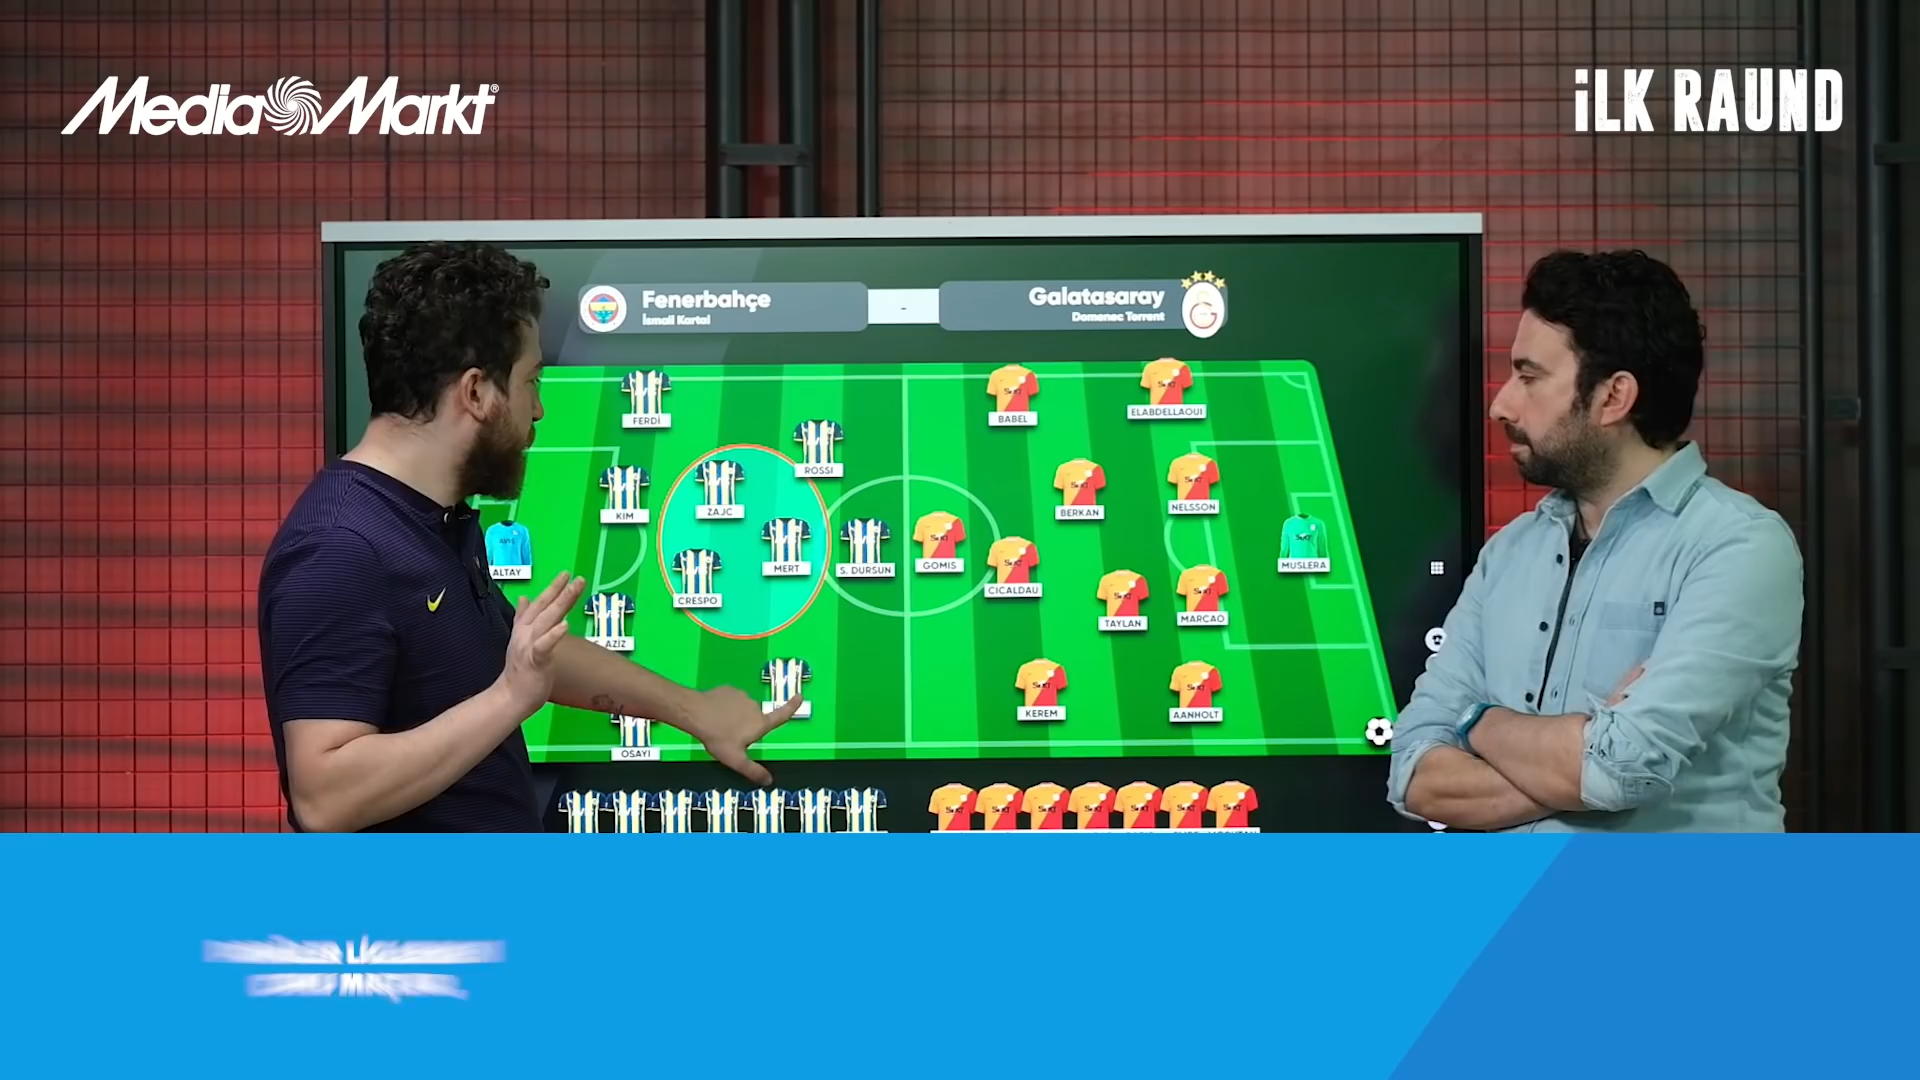 MediaMarkt
iLK RAUND
Fenerbahçe
İsmail Kartal
-
Galatasaray
Domenec Torrent
FERDİ
BABEL
ELABDELLAOUI
ROSSI
KIM
ZAJC
BERKAN
NELSSON
ALTAY
MERT
S. DURSUN
GOMIS
MUSLERA
CRESPO
CICALDAU
AZİZ
TAYLAN
MARCAO
KEREM
AANHOLT
OSAYI